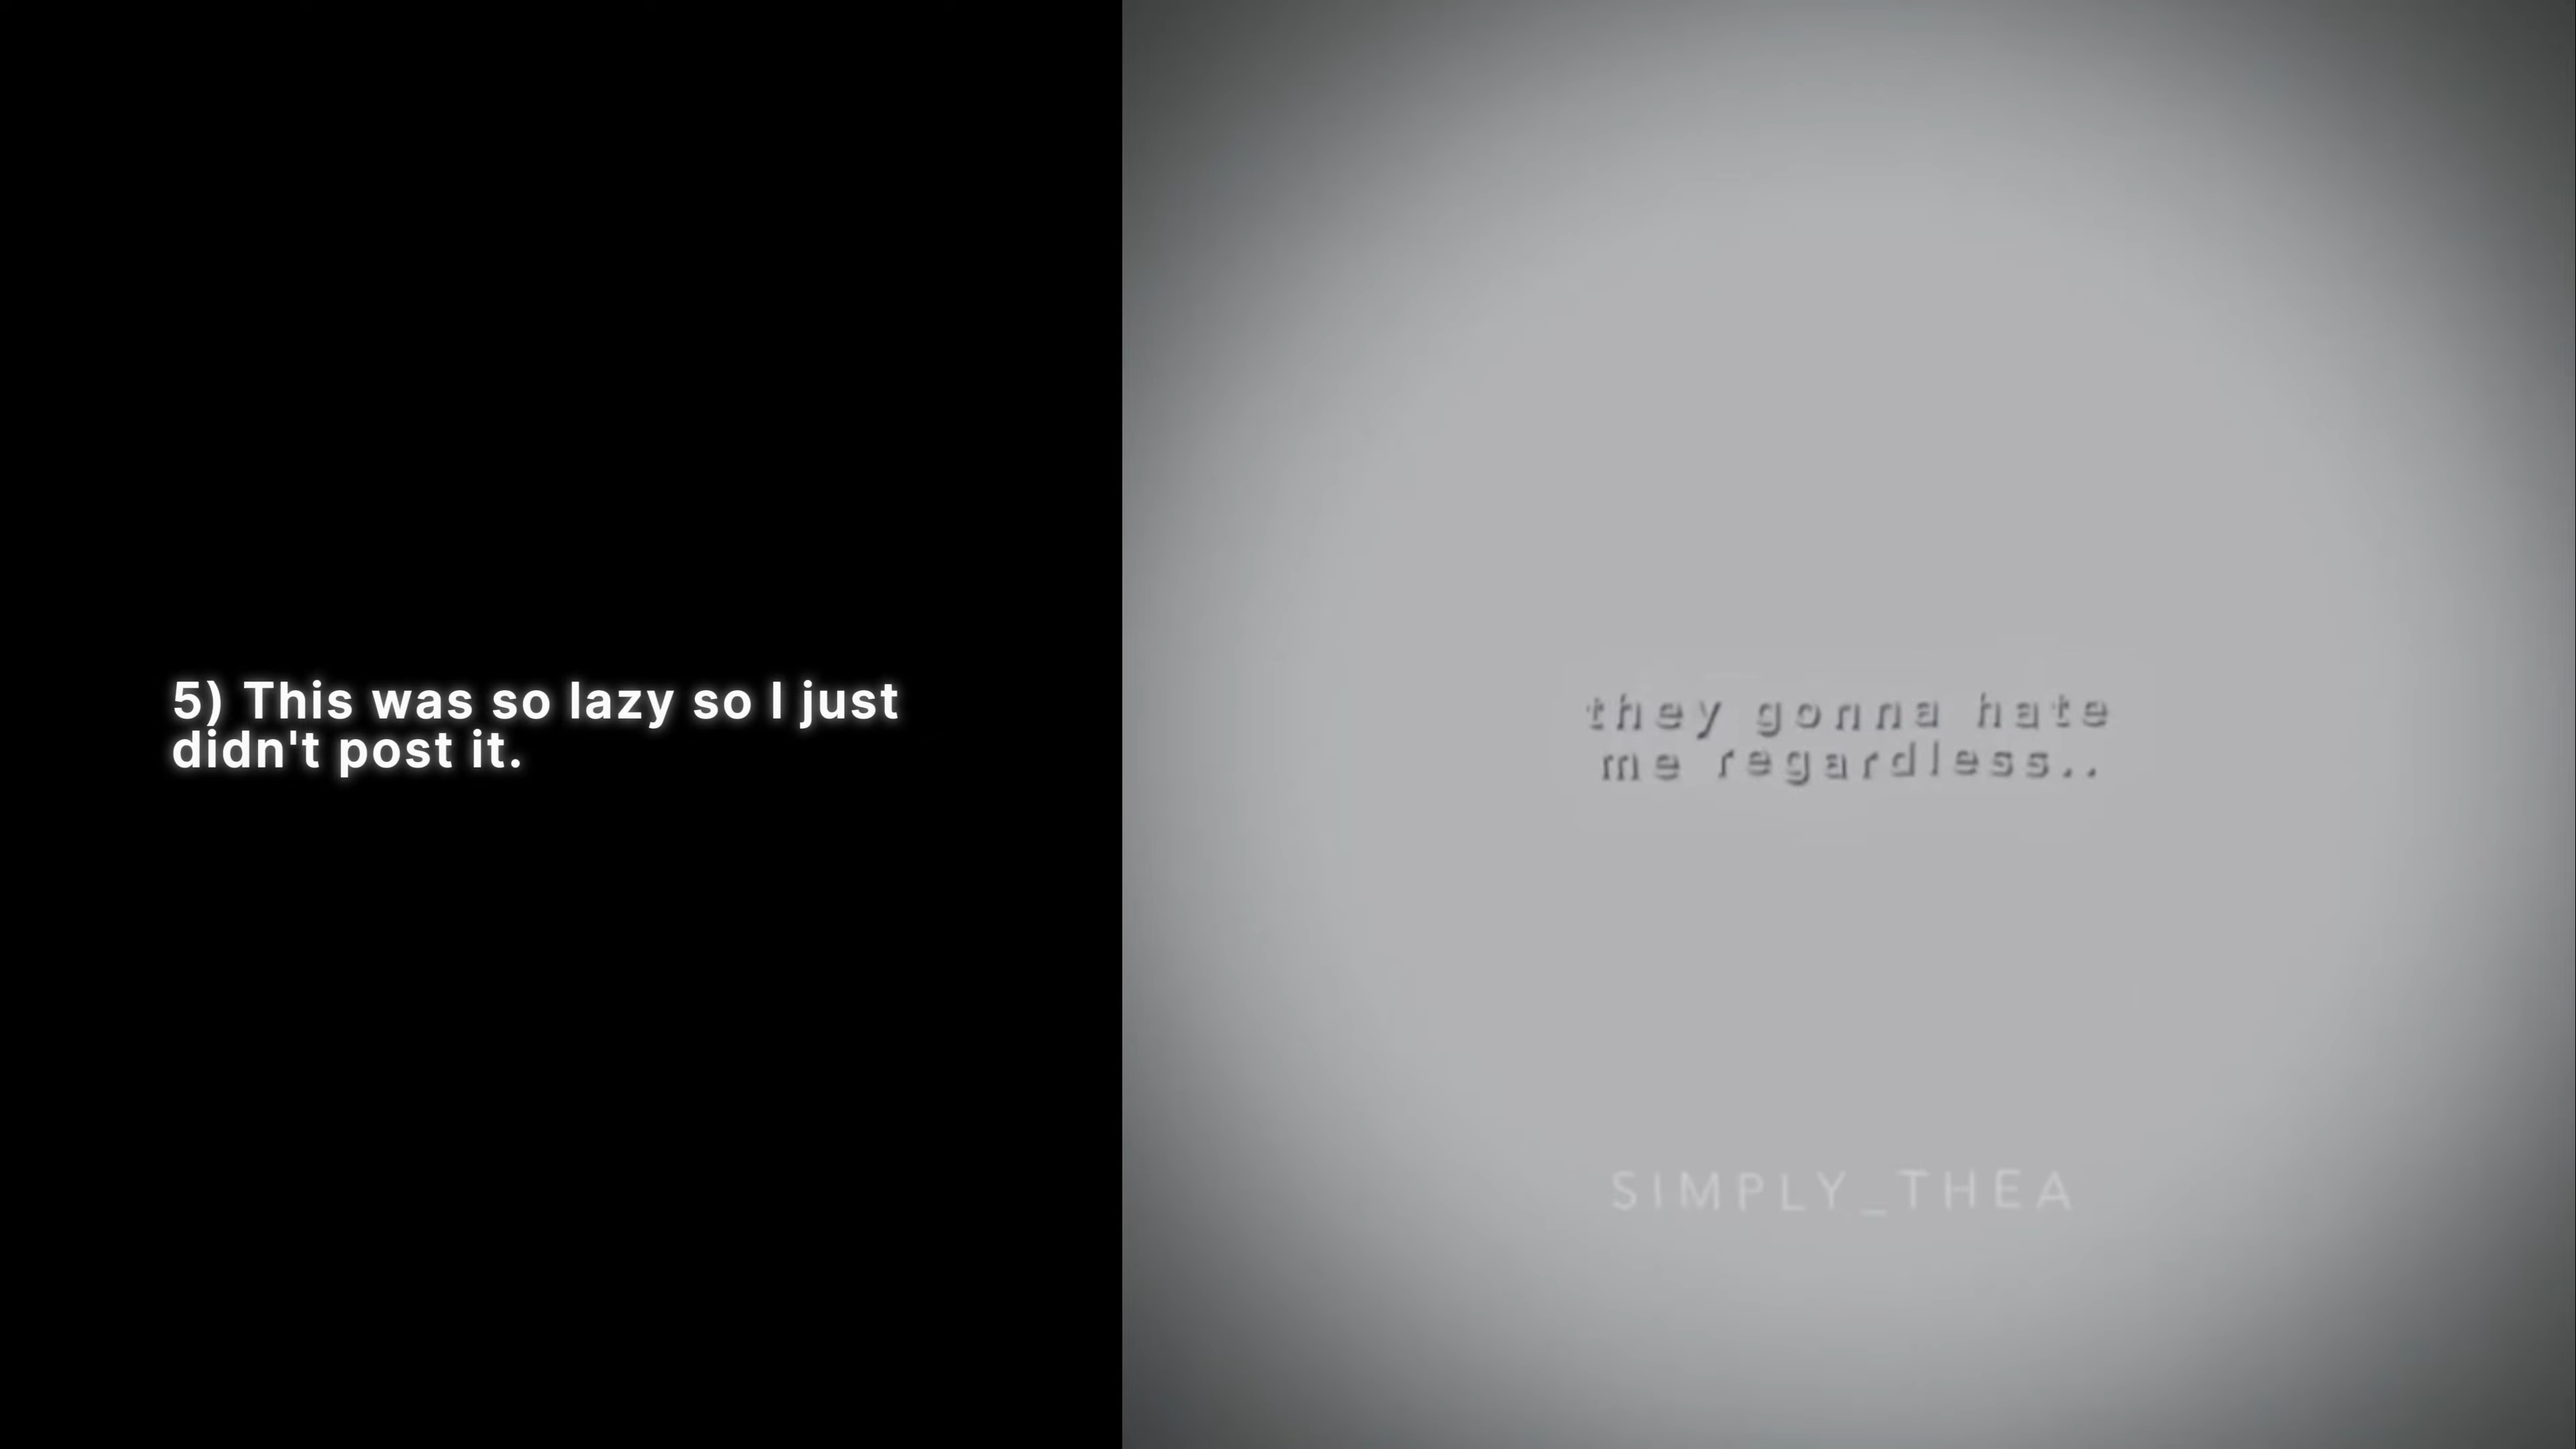 5) This was so lazy so I just
didn't post it.
they gonna hate
me regardless..
SIMPLY_THEA